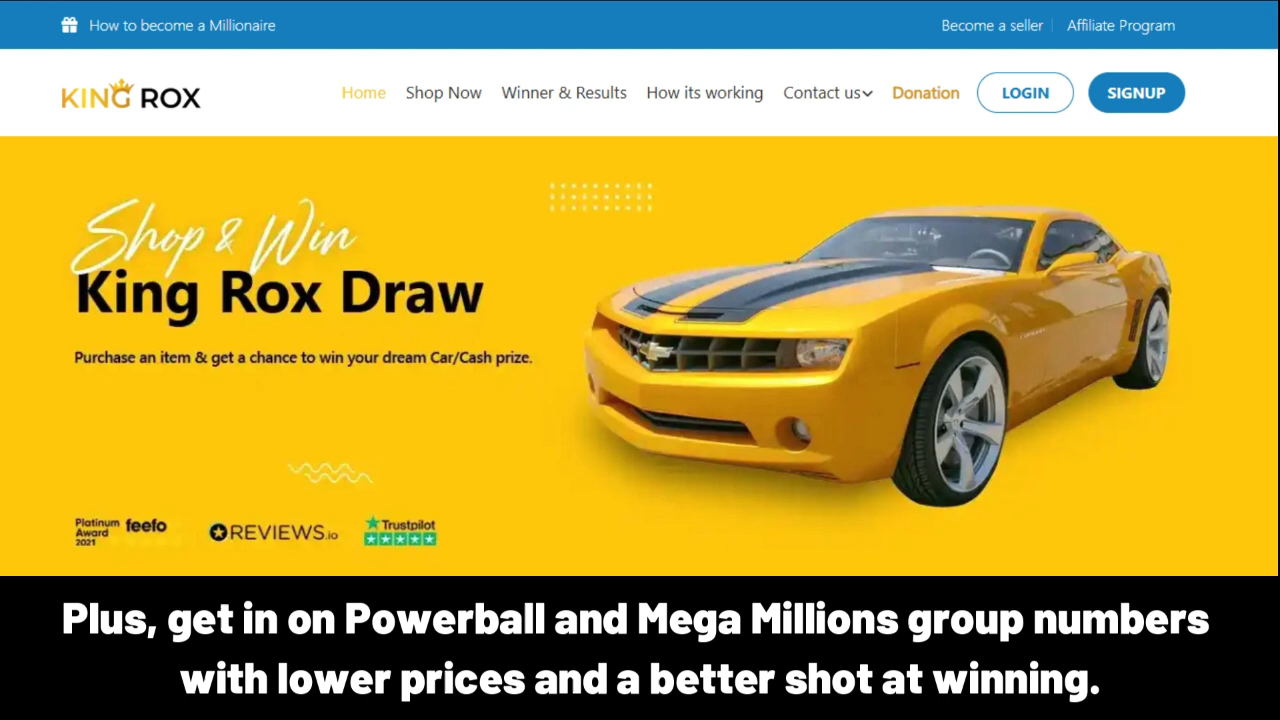 How to become a Millionaire
Become a seller
Affiliate Program
KING ROX
Home
Shop Now
Winner & Results
How its working
Contact us
Donation
LOGIN
SIGNUP
Shop & Win
King Rox Draw
Purchase an item & get a chance to win your dream Car/Cash prize.
Platinum
Award
2021
feefo
REVIEWS.io
Trustpilot
Plus, get in on Powerball and Mega Millions group numbers
with lower prices and a better shot at winning.